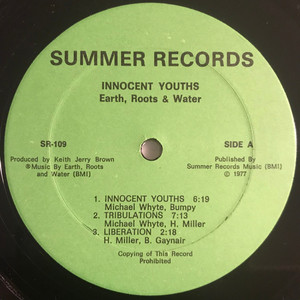 SUMMER RECORDS
INNOCENT YOUTHS
Earth, Roots & Water
SR-109
SIDE A
Produced by Keith Jerry Brown
℗Music By Earth, Roots
and Water (BMI)
Published By
Summer Records Music (BMI)
© 1977
1. INNOCENT YOUTHS 6:19
Michael Whyte, Bumpy
2. TRIBULATIONS 7:13
Michael Whyte, H. Miller
3. LIBERATION 2:18
H. Miller, B. Gaynair
Copying of This Record
Prohibited